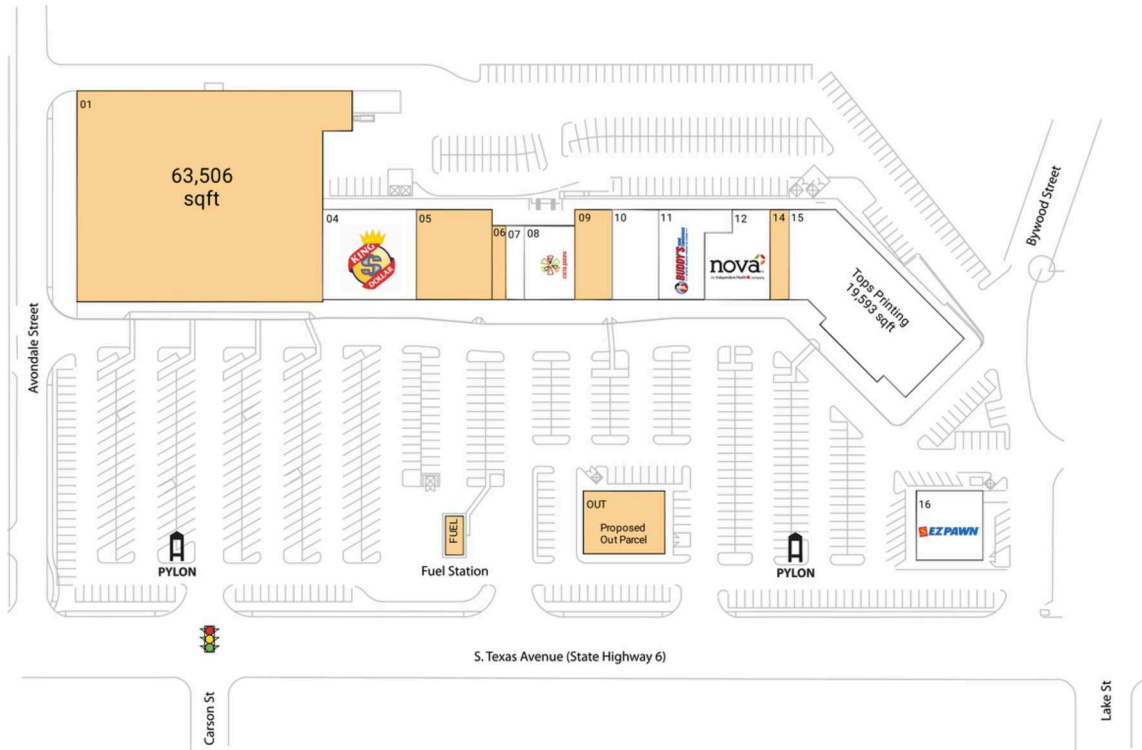 01
63,506
sqft
04
KING
$
DOLLAR
05
06
07
08
cicis pizza
09
10
11
BUDDY'S
12
nova
14
15
Tops Printing
19,593 sqft
Bywood Street
Avondale Street
FUEL
Fuel Station
OUT
Proposed
Out Parcel
16
EZPAWN
PYLON
PYLON
S. Texas Avenue (State Highway 6)
Carson St
Lake St